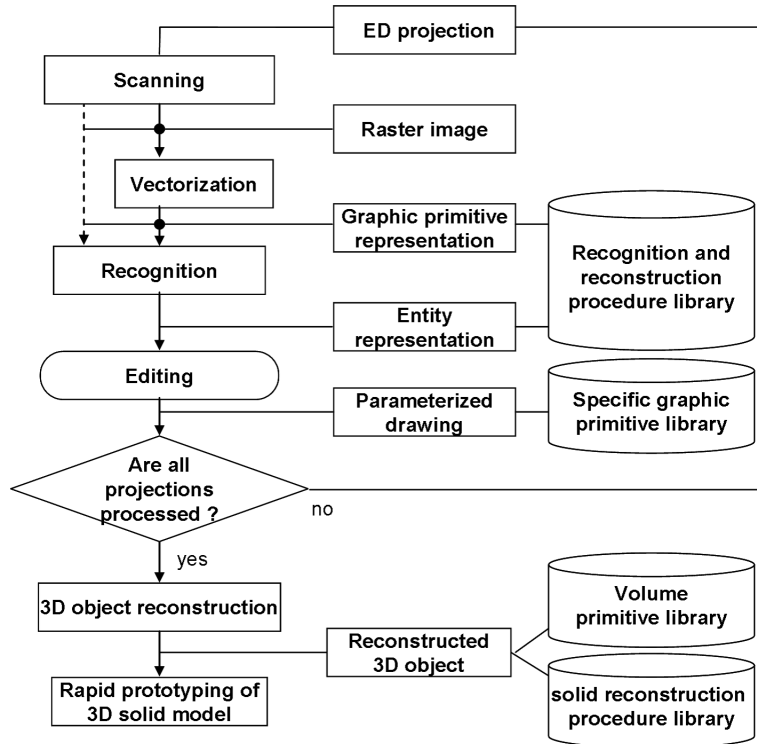 ED projection
Scanning
Raster image
Vectorization
Graphic primitive
representation
Recognition and
reconstruction
procedure library
Recognition
Entity
representation
Editing
Parameterized
drawing
Specific graphic
primitive library
Are all
projections
processed ?
no
yes
3D object reconstruction
Volume
primitive library
Reconstructed
3D object
Rapid prototyping of
3D solid model
solid reconstruction
procedure library